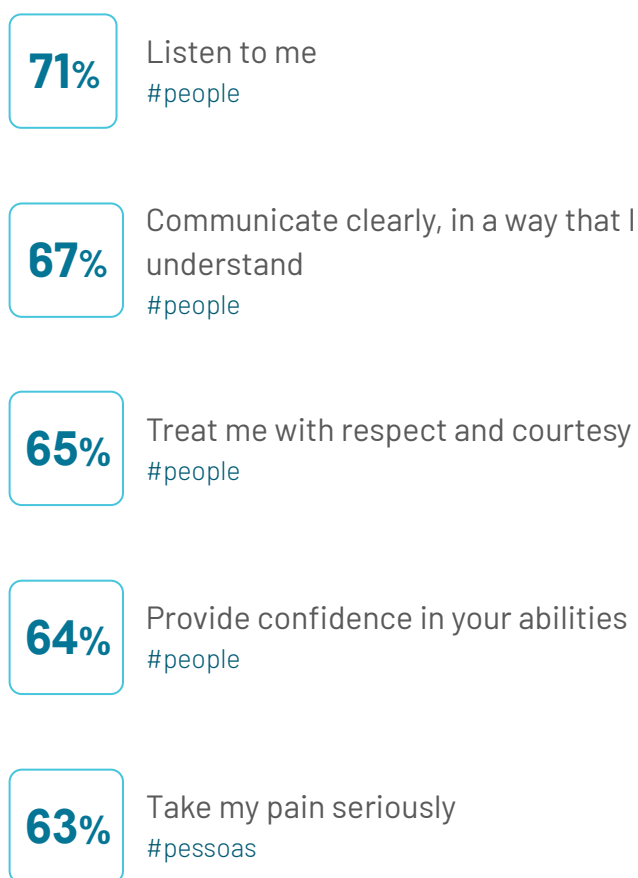 71%
Listen to me
#people
67%
Communicate clearly, in a way that I
understand
#people
65%
Treat me with respect and courtesy
#people
64%
Provide confidence in your abilities
#people
63%
Take my pain seriously
#pessoas